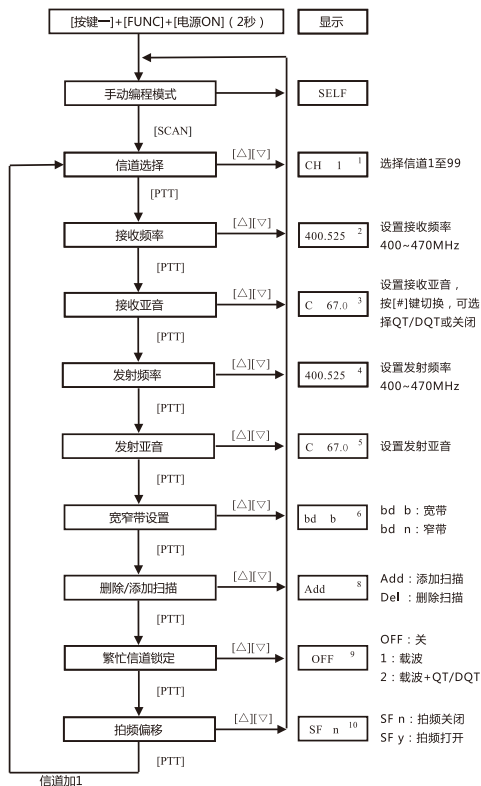 [按键一]+[FUNC]+[电源ON]（2秒）
显示
手动编程模式
SELF
[SCAN]
信道选择
[△][▽]
CH 1 1
选择信道1至99
[PTT]
接收频率
[△][▽]
400.525 2
设置接收频率
400~470MHz
[PTT]
接收亚音
[△][▽]
C 67.0 3
设置接收亚音，
按[#]键切换，可选
择QT/DQT或关闭
[PTT]
发射频率
[△][▽]
400.525 4
设置发射频率
400~470MHz
[PTT]
发射亚音
[△][▽]
C 67.0 5
设置发射亚音
[PTT]
宽窄带设置
[△][▽]
bd b 6
bd b：宽带
bd n：窄带
[PTT]
删除/添加扫描
[△][▽]
Add 8
Add：添加扫描
Del：删除扫描
[PTT]
繁忙信道锁定
[△][▽]
OFF 9
OFF：关
1：载波
2：载波+QT/DQT
[PTT]
拍频偏移
[△][▽]
SF n 10
SF n：拍频关闭
SF y：拍频打开
[PTT]
信道加1